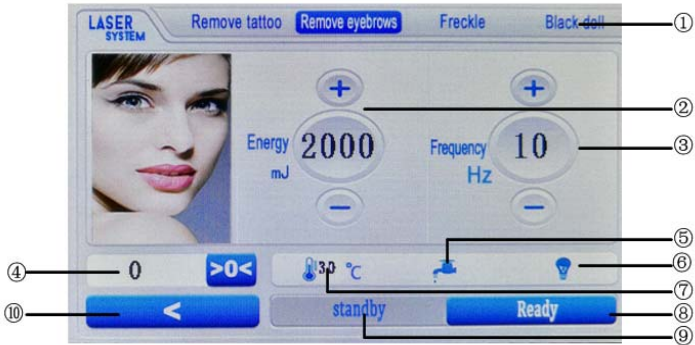 LASER
SYSTEM
Remove tattoo Remove eyebrows Freckle Black doll ①
+ +
②
Energy 2000 Frequency 10 ③
mJ Hz
− −
⑤
④ 0 >0< 30 °C ⑥
⑦
⑩ < standby Ready ⑧
⑨